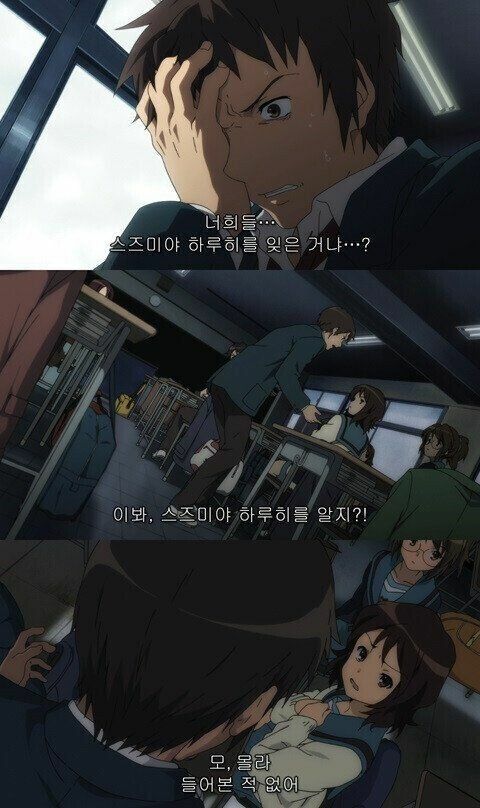 너희들…
스즈미야 하루히를 잊은 거냐…?
이봐, 스즈미야 하루히를 알지?!
모, 몰라
들어본 적 없어